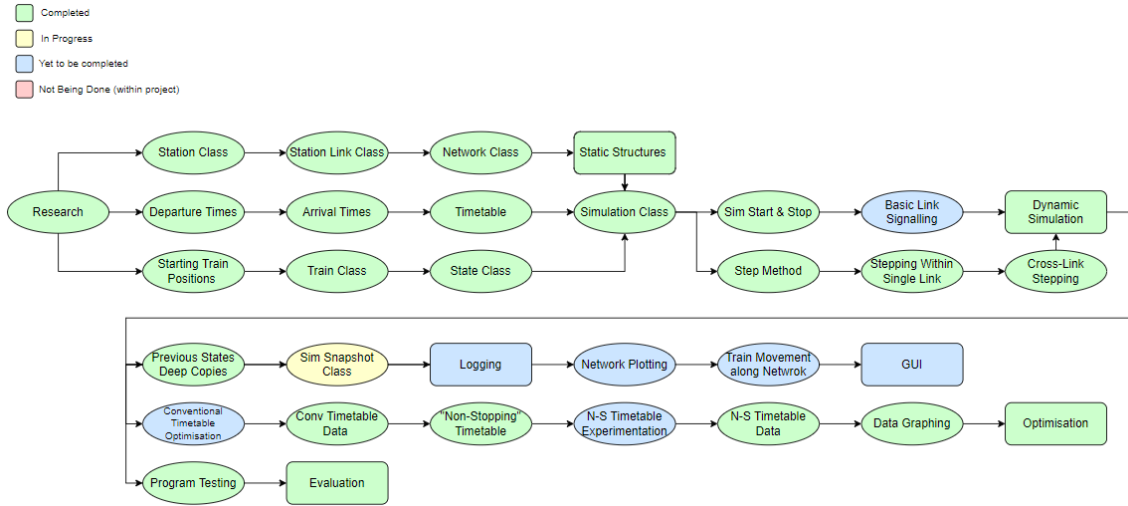 Completed
In Progress
Yet to be completed
Not Being Done (within project)
Station Class
Station Link Class
Network Class
Static Structures
Research
Departure Times
Arrival Times
Timetable
Simulation Class
Sim Start & Stop
Basic Link
Signalling
Dynamic
Simulation
Starting Train
Positions
Train Class
State Class
Step Method
Stepping Within
Single Link
Cross-Link
Stepping
Previous States
Deep Copies
Sim Snapshot
Class
Logging
Network Plotting
Train Movement
along Netwrok
GUI
Conventional
Timetable
Optimisation
Conv Timetable
Data
"Non-Stopping"
Timetable
N-S Timetable
Experimentation
N-S Timetable
Data
Data Graphing
Optimisation
Program Testing
Evaluation